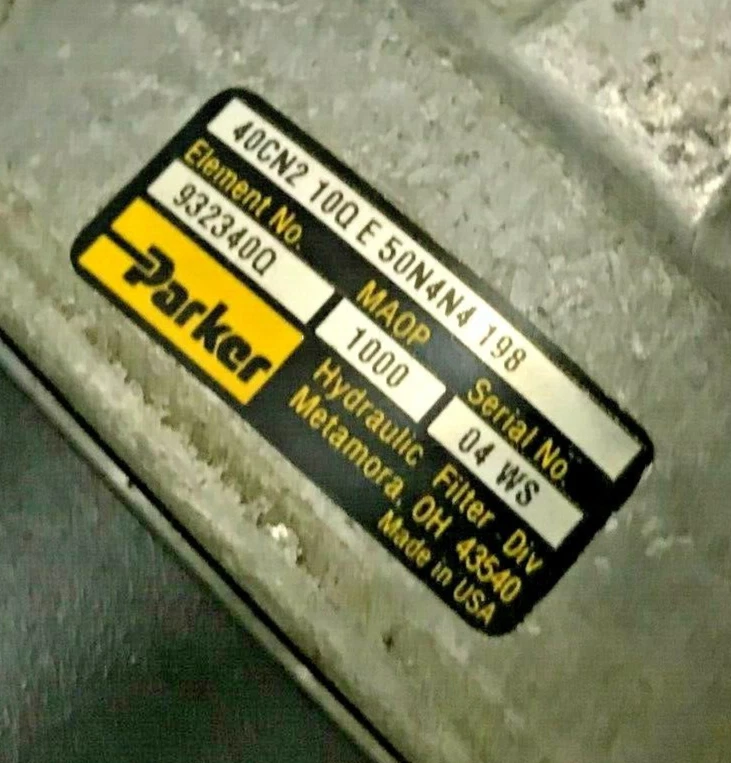 40CN2 10Q E 50N4N4 198
Element No. MAOP Serial No.
932340Q 1000 04 WS
Parker
Hydraulic Filter Div
Metamora, OH 43540
Made in USA